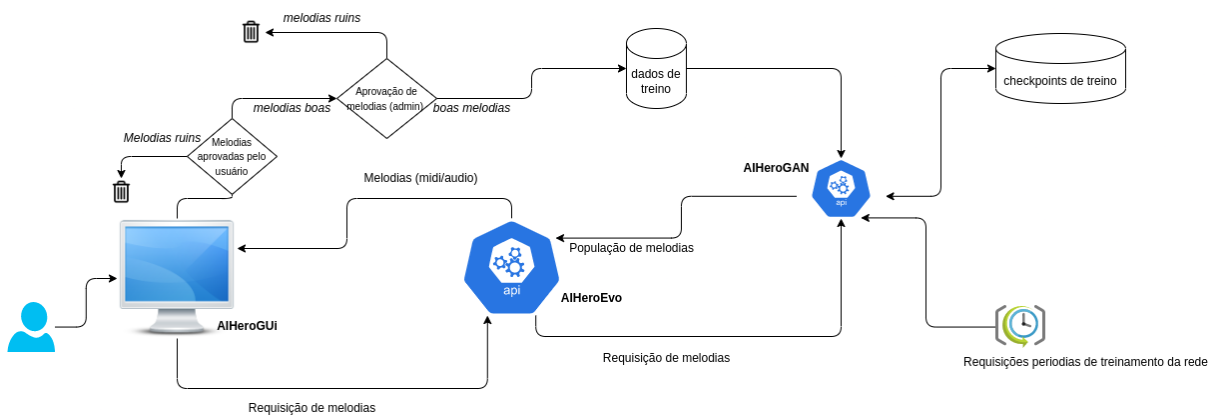 melodias ruins
dados de
treino
checkpoints de treino
Aprovação de
melodias (admin)
melodias boas
boas melodias
Melodias ruins
Melodias
aprovadas pelo
usuário
AIHeroGAN
api
Melodias (midi/audio)
População de melodias
api
AIHeroEvo
AIHeroGUi
Requisição de melodias
Requisições periodias de treinamento da rede
Requisição de melodias